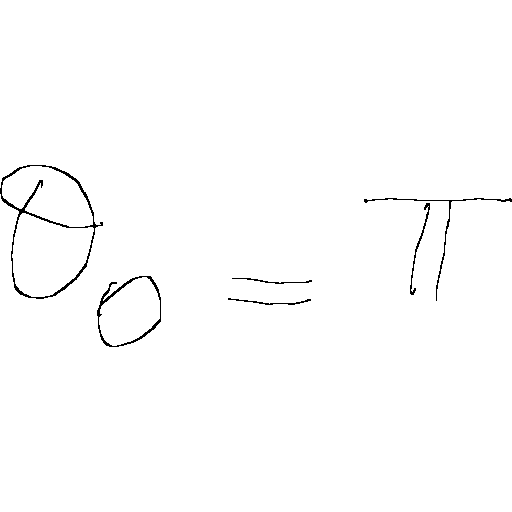 θ₀ = π